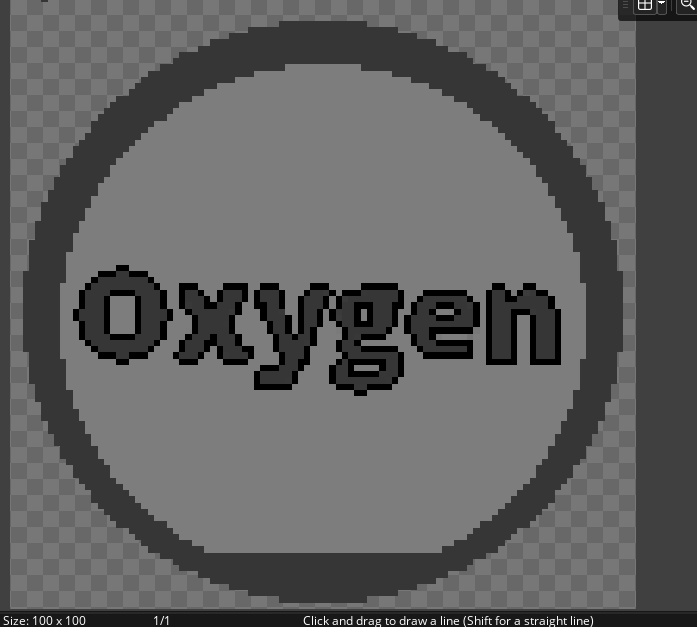 Oxygen
Size: 100 x 100 1/1 Click and drag to draw a line (Shift for a straight line)